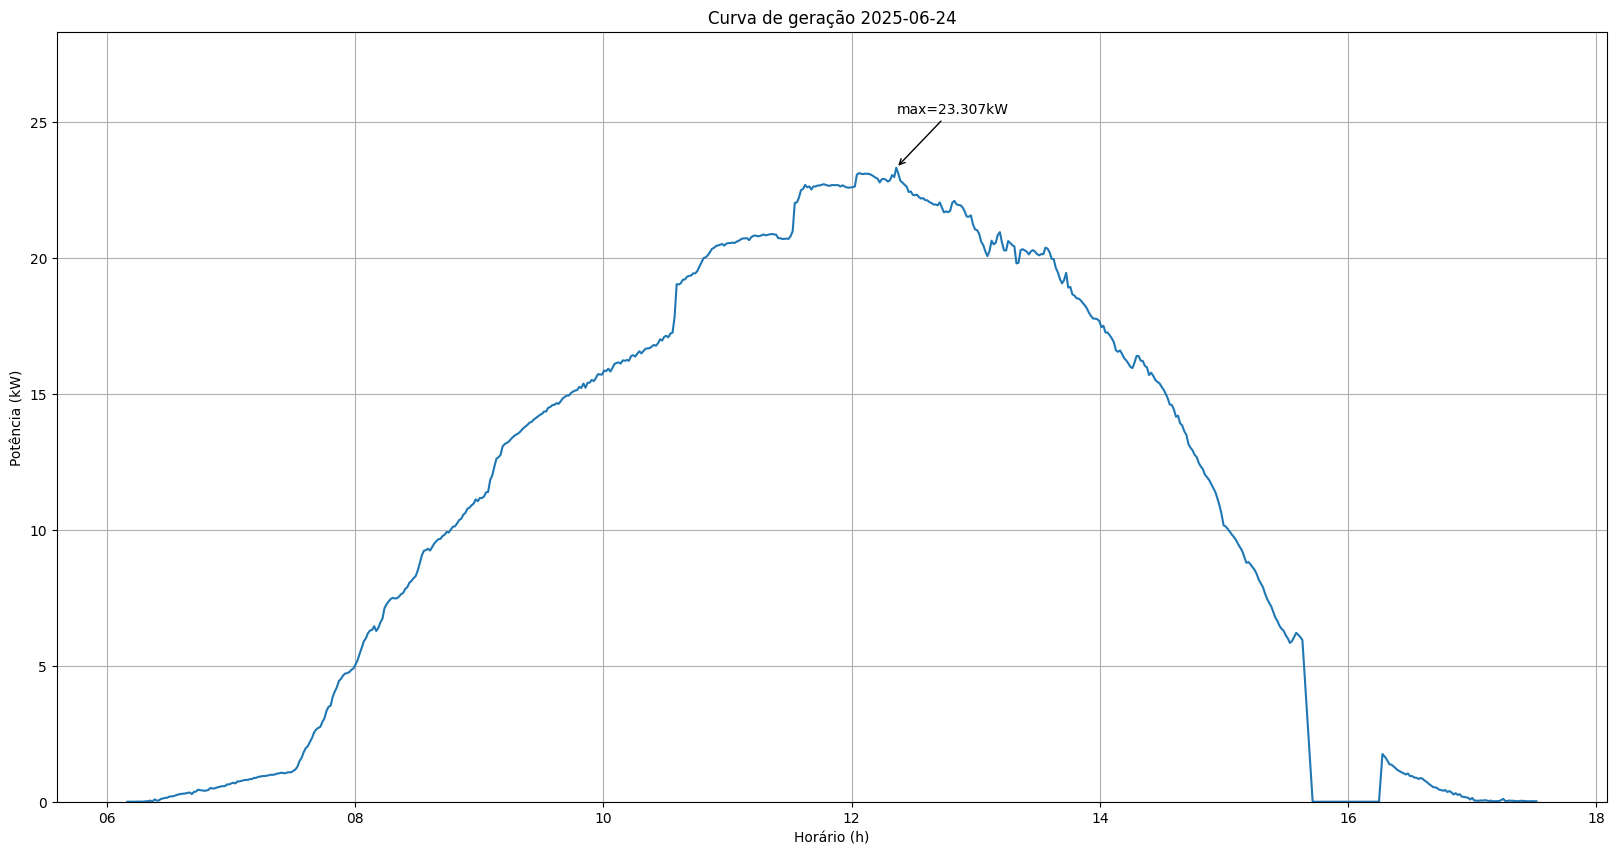 Curva de geração 2025-06-24
max=23.307kW
25
20
15
10
5
0
Potência (kW)
06 08 10 12 14 16 18
Horário (h)